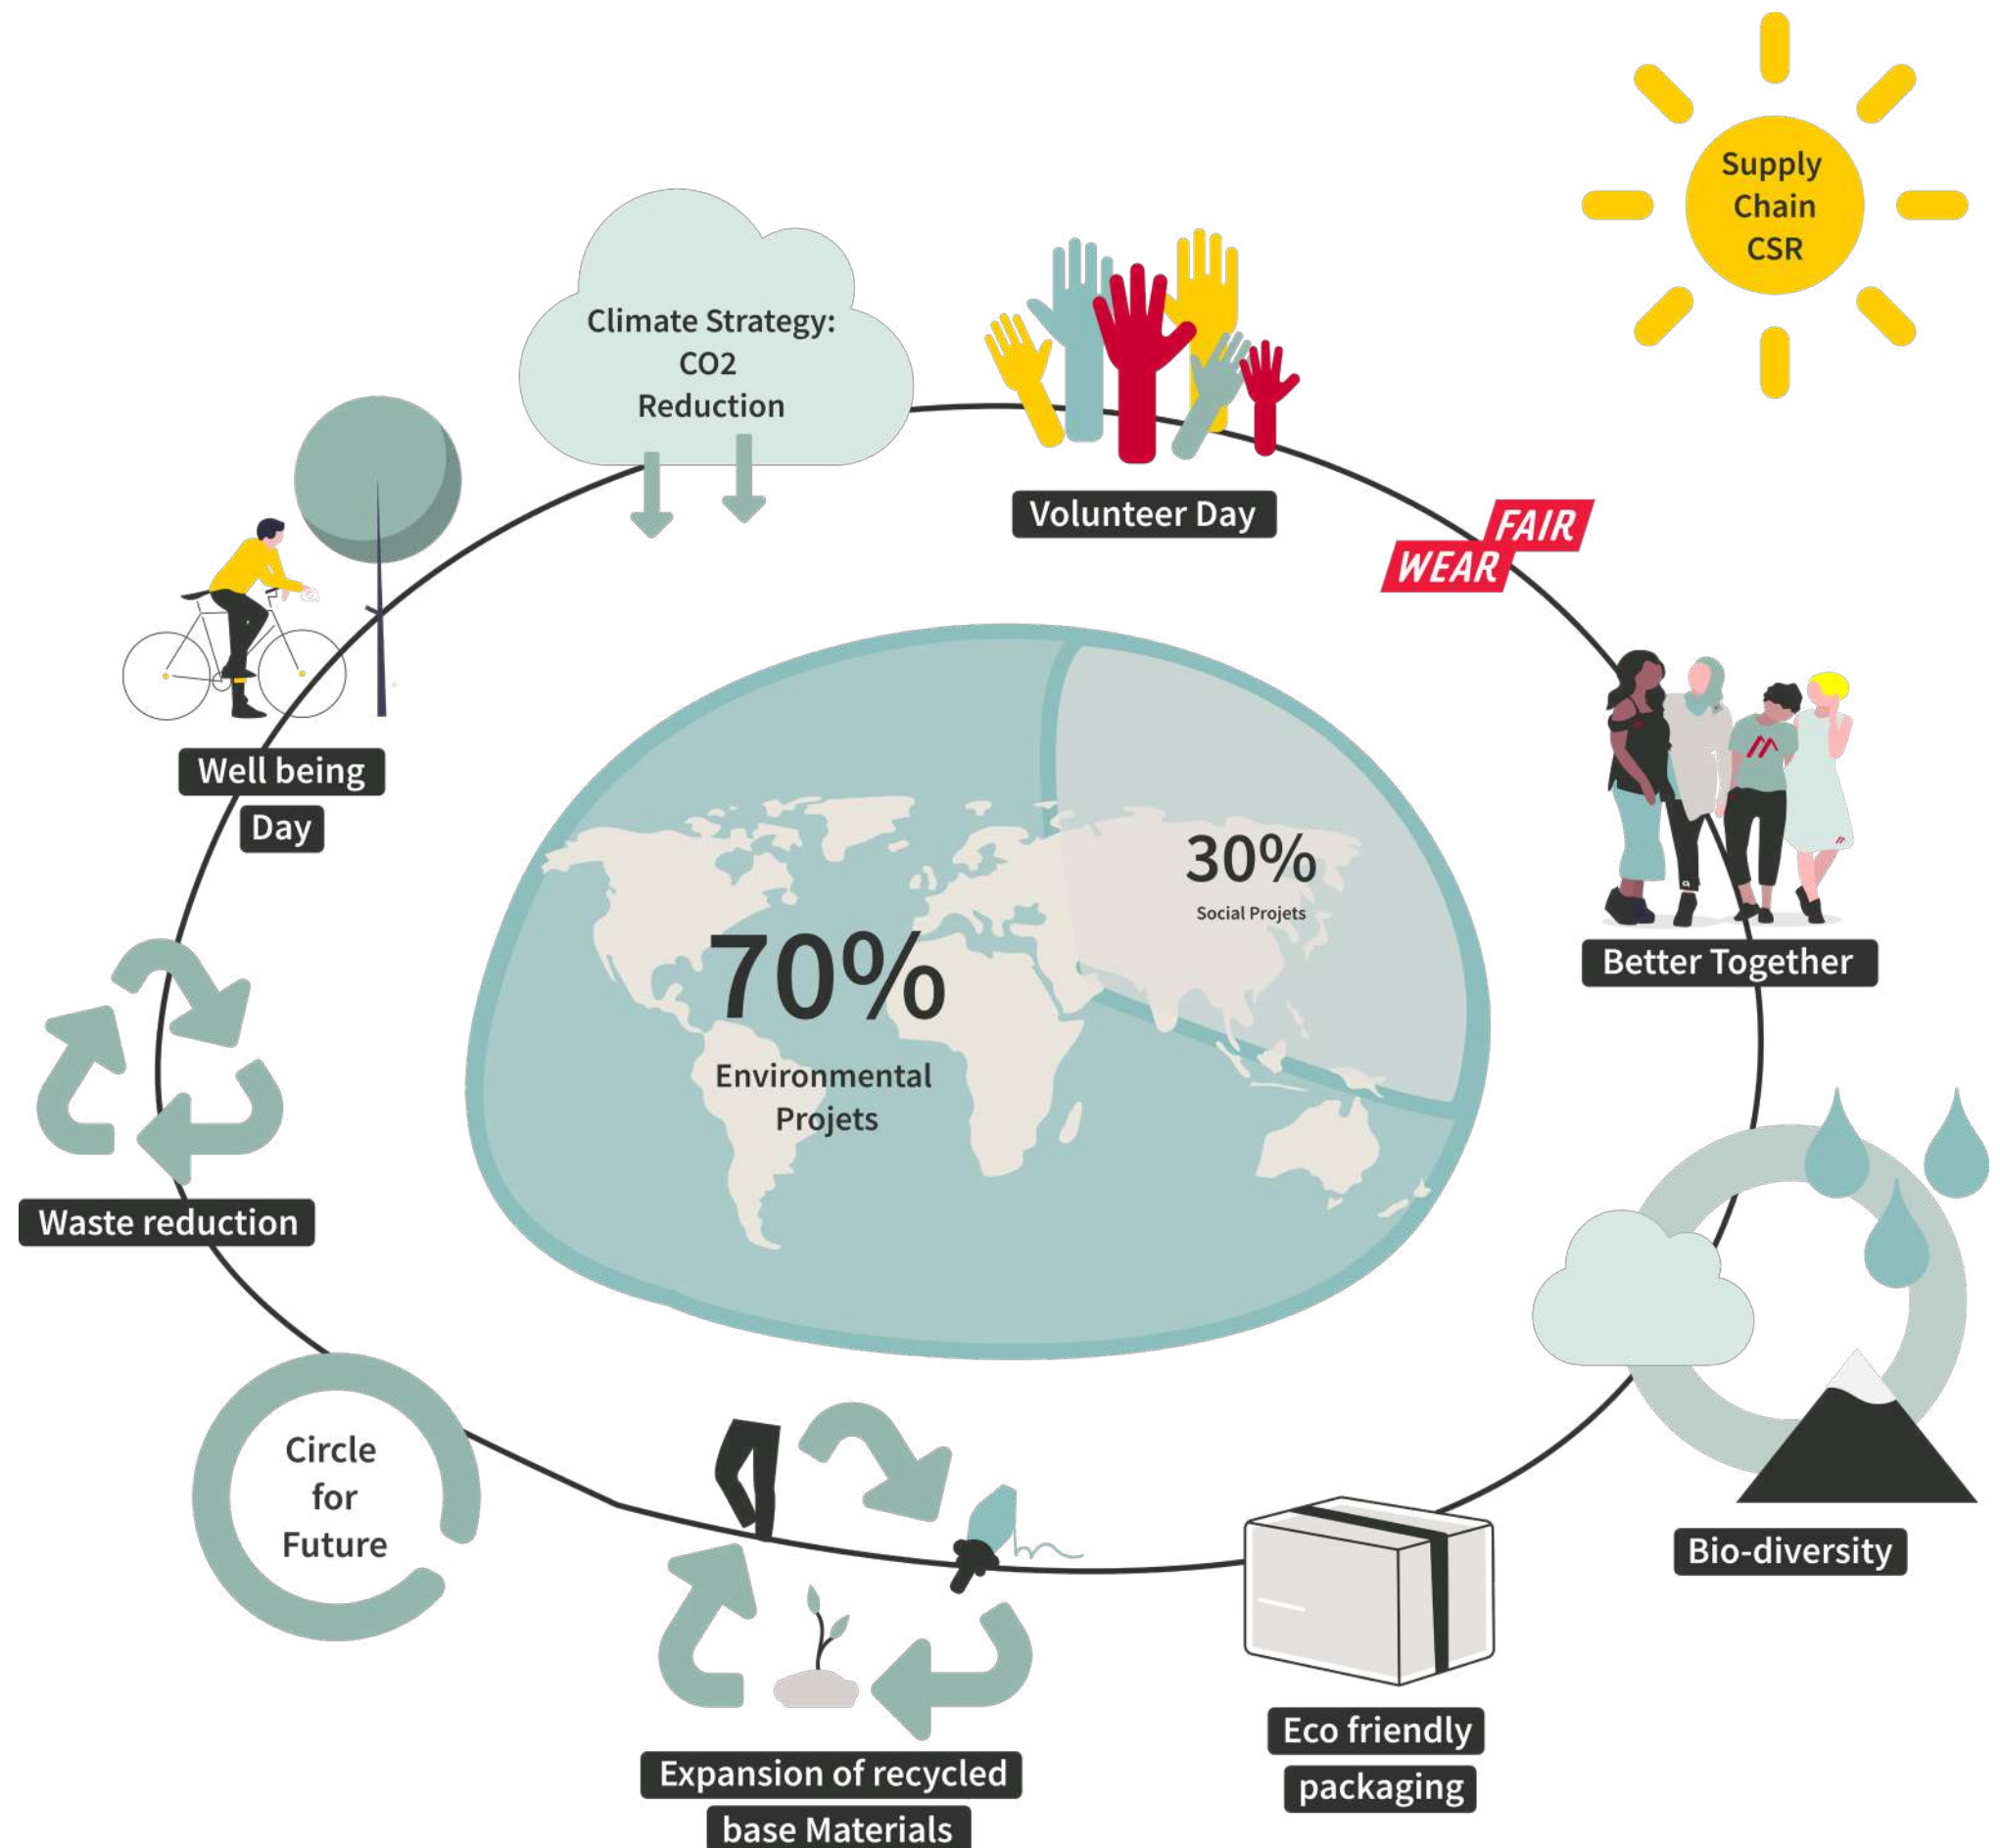 Supply
Chain
CSR
Climate Strategy:
CO2
Reduction
Volunteer Day
FAIR
WEAR
Well being
Day
30%
Social Projets
70%
Environmental
Projets
Better Together
Waste reduction
Circle
for
Future
Bio-diversity
Eco friendly
packaging
Expansion of recycled
base Materials